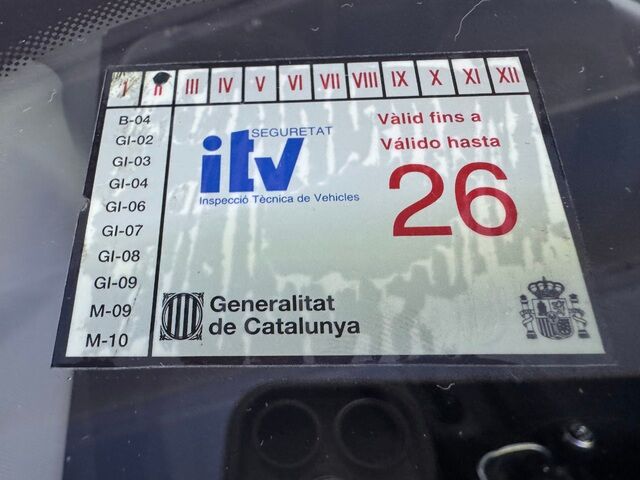 I II III IV V VI VII VIII IX X XI XII
B-04
GI-02
GI-03
GI-04
GI-06
GI-07
GI-08
GI-09
M-09
M-10
SEGURETAT
itv
Inspecció Tècnica de Vehicles
Vàlid fins a
Válido hasta
26
Generalitat
de Catalunya